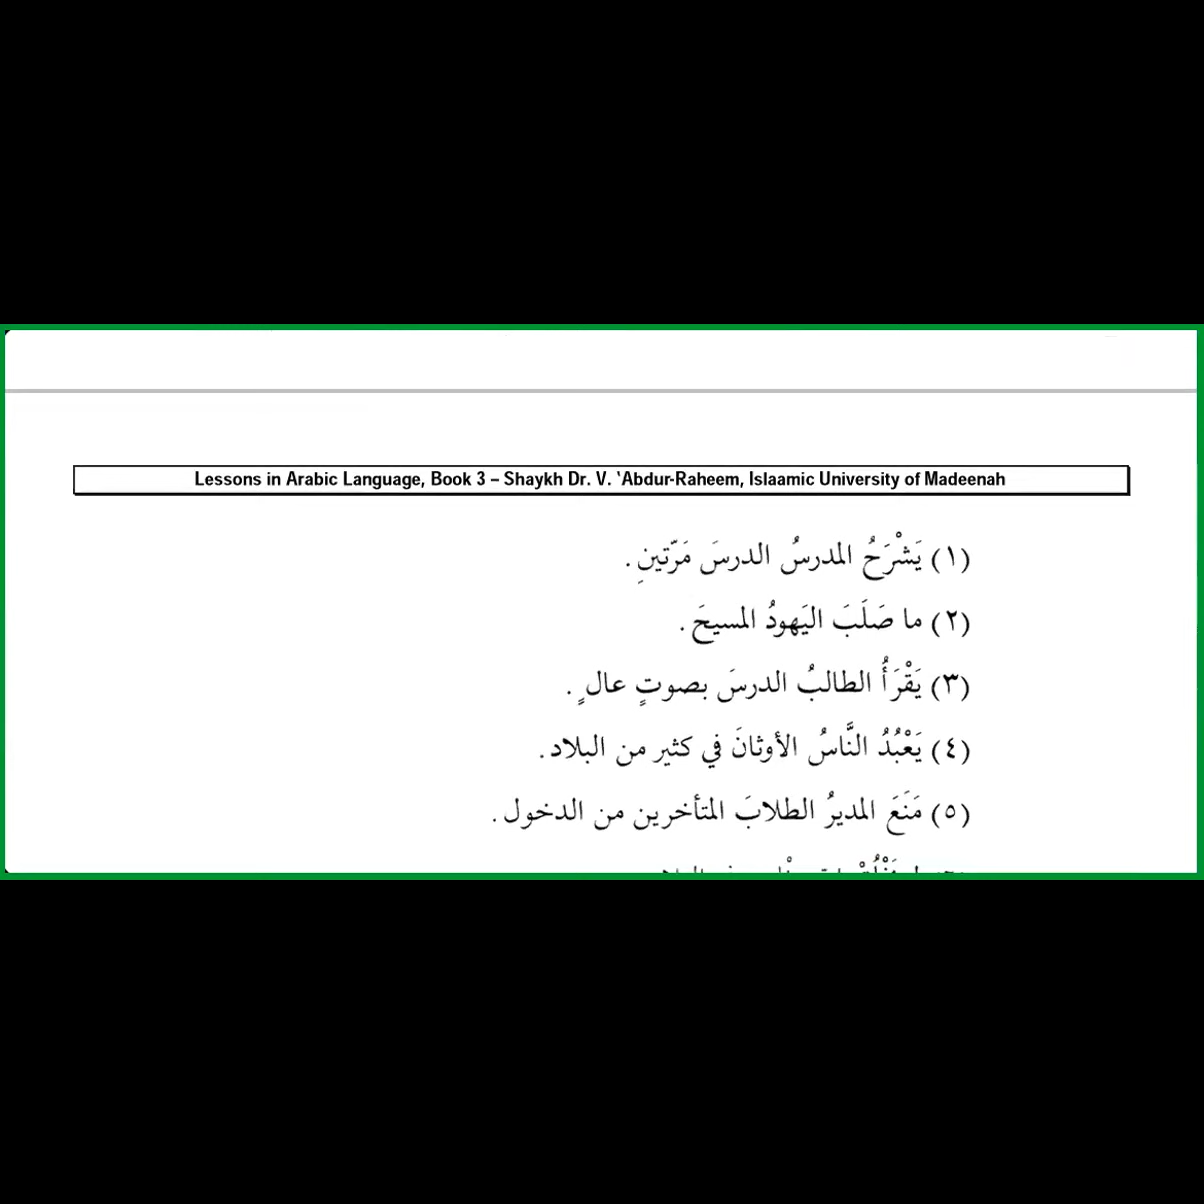 Lessons in Arabic Language, Book 3 – Shaykh Dr. V. ‛Abdur-Raheem, Islaamic University of Madeenah
(١) يَشْرَحُ المدرسُ الدرسَ مَرّتينِ .
(٢) ما صَلَبَ اليَهودُ المسيحَ .
(٣) يَقْرَأُ الطالبُ الدرسَ بصوتٍ عالٍ .
(٤) يَعْبُدُ النَّاسُ الأوثانَ في كثير من البلاد .
(٥) مَنَعَ المديرُ الطلابَ المتأخرين من الدخول .